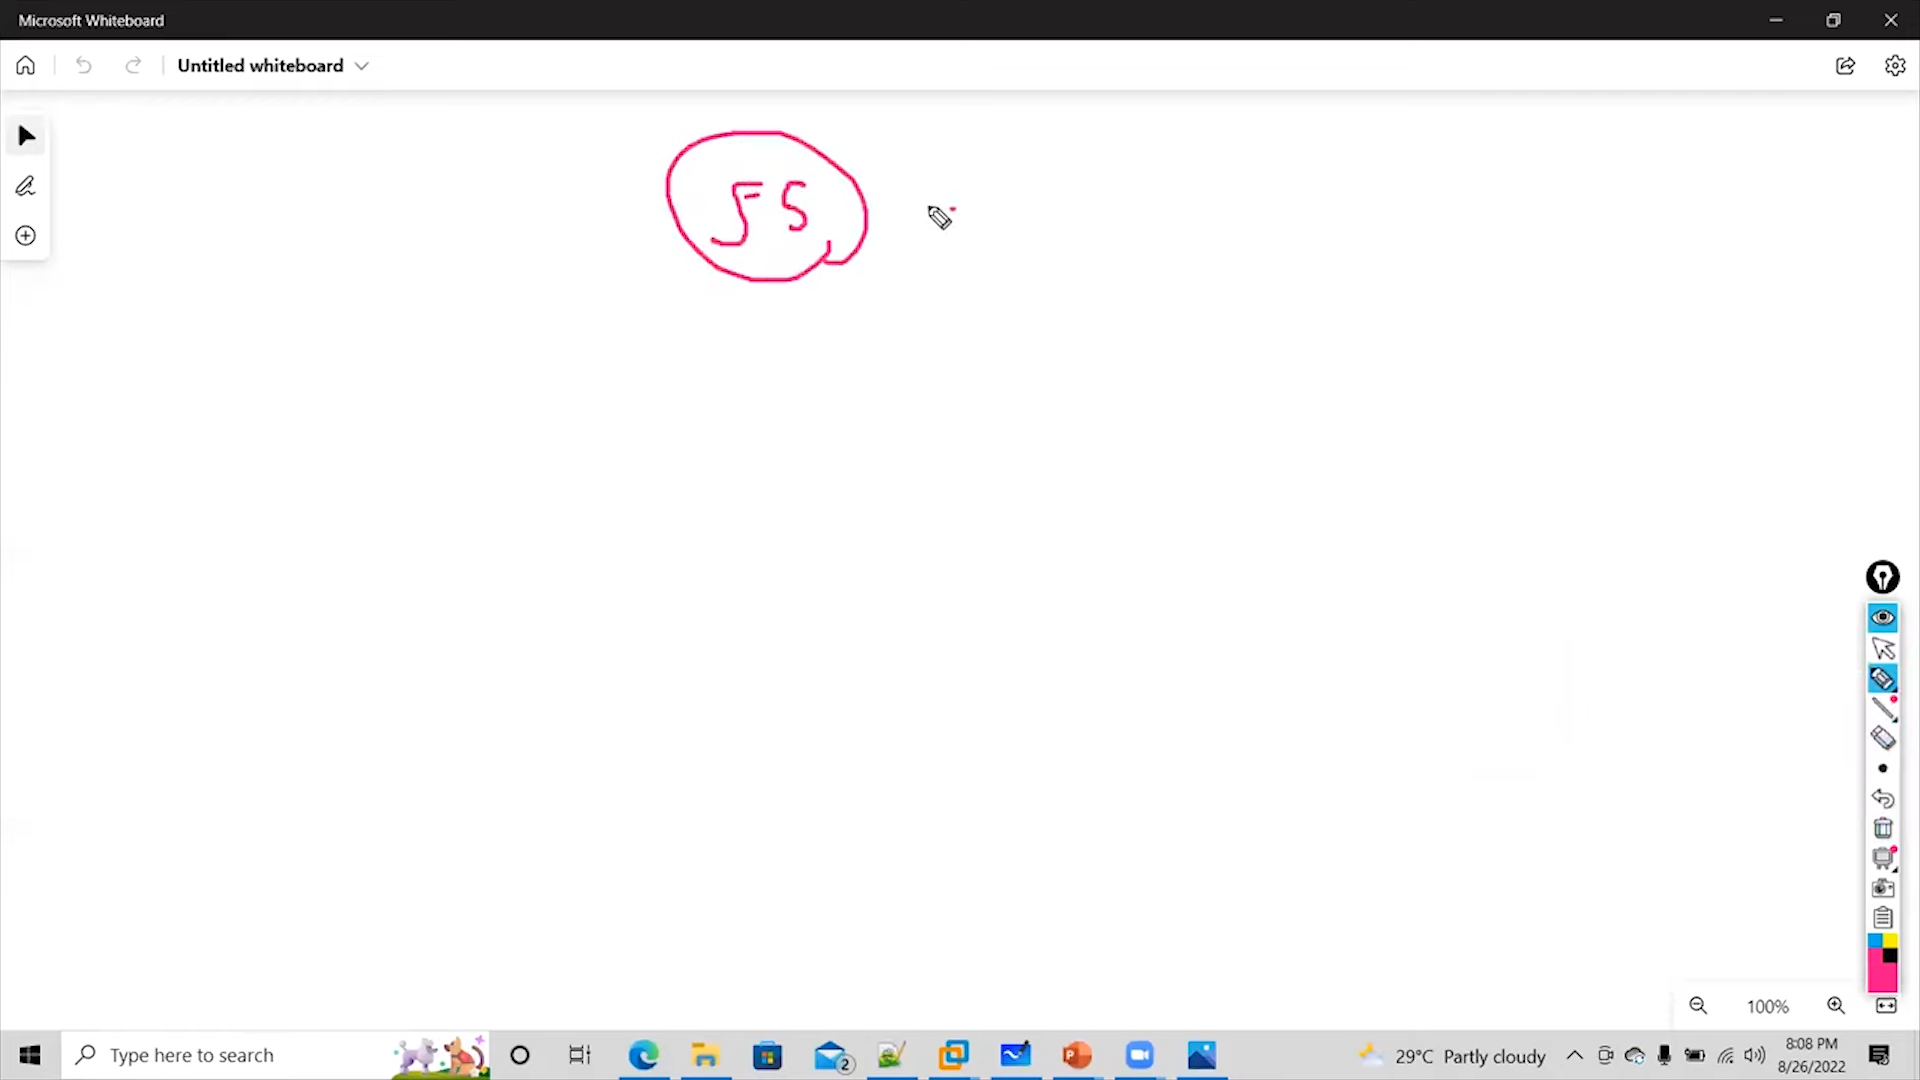 Microsoft Whiteboard
Untitled whiteboard
FS
100%
Type here to search
2
29°C Partly cloudy
8:08 PM
8/26/2022